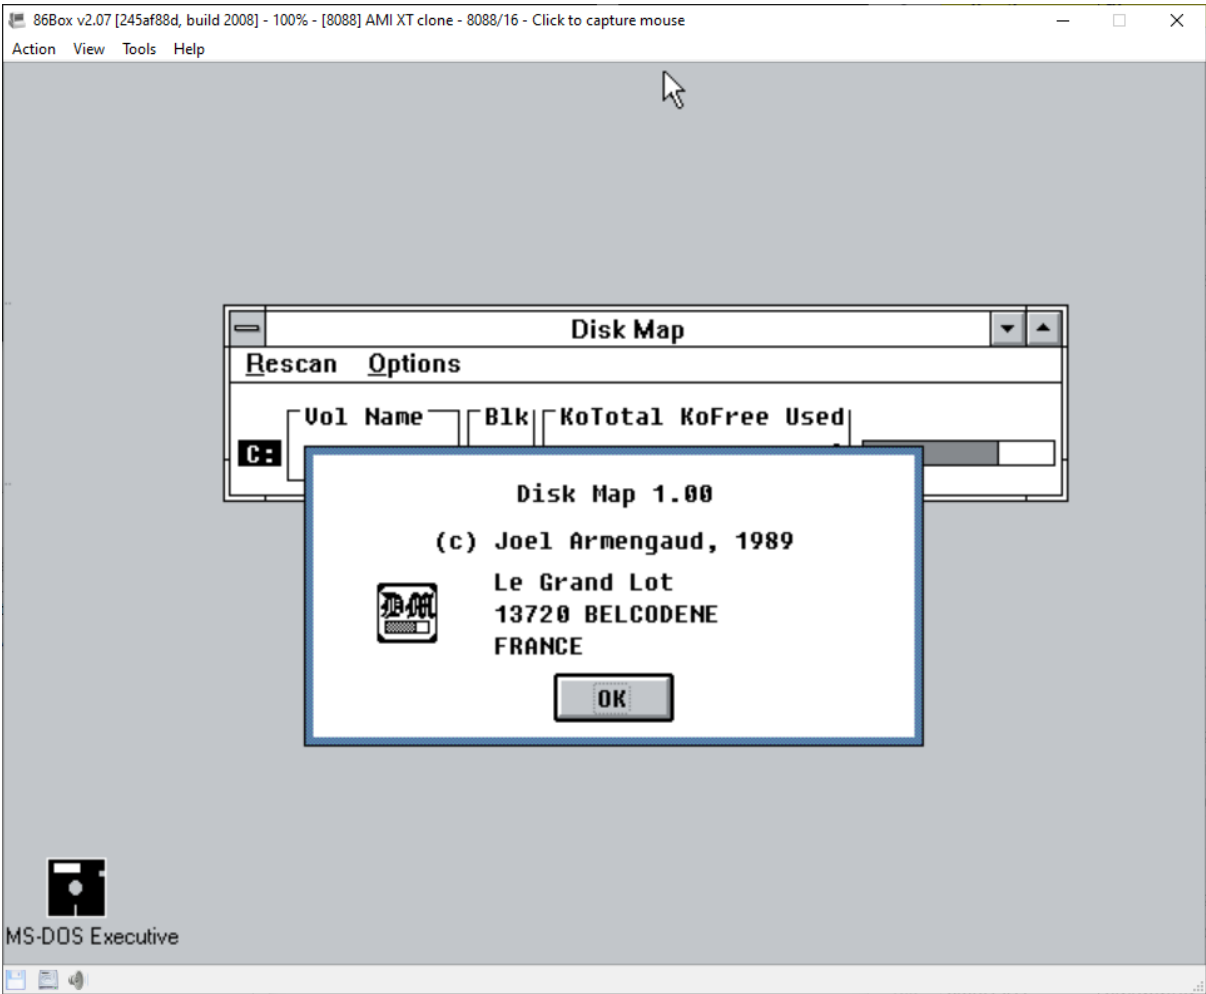 86Box v2.07 [245af88d, build 2008] - 100% - [8088] AMI XT clone - 8088/16 - Click to capture mouse
Action View Tools Help
Disk Map
Rescan Options
Vol Name Blk KoTotal KoFree Used
C:
Disk Map 1.00
(c) Joel Armengaud, 1989
DM
Le Grand Lot
13720 BELCODENE
FRANCE
OK
MS-DOS Executive